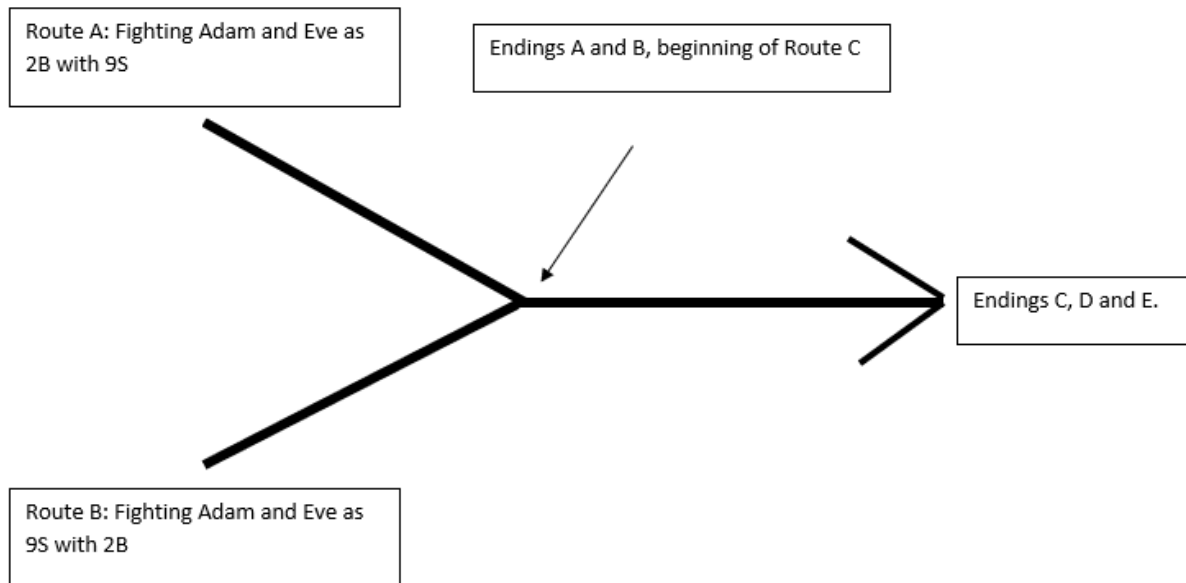 Route A: Fighting Adam and Eve as
2B with 9S
Endings A and B, beginning of Route C
Endings C, D and E.
Route B: Fighting Adam and Eve as
9S with 2B